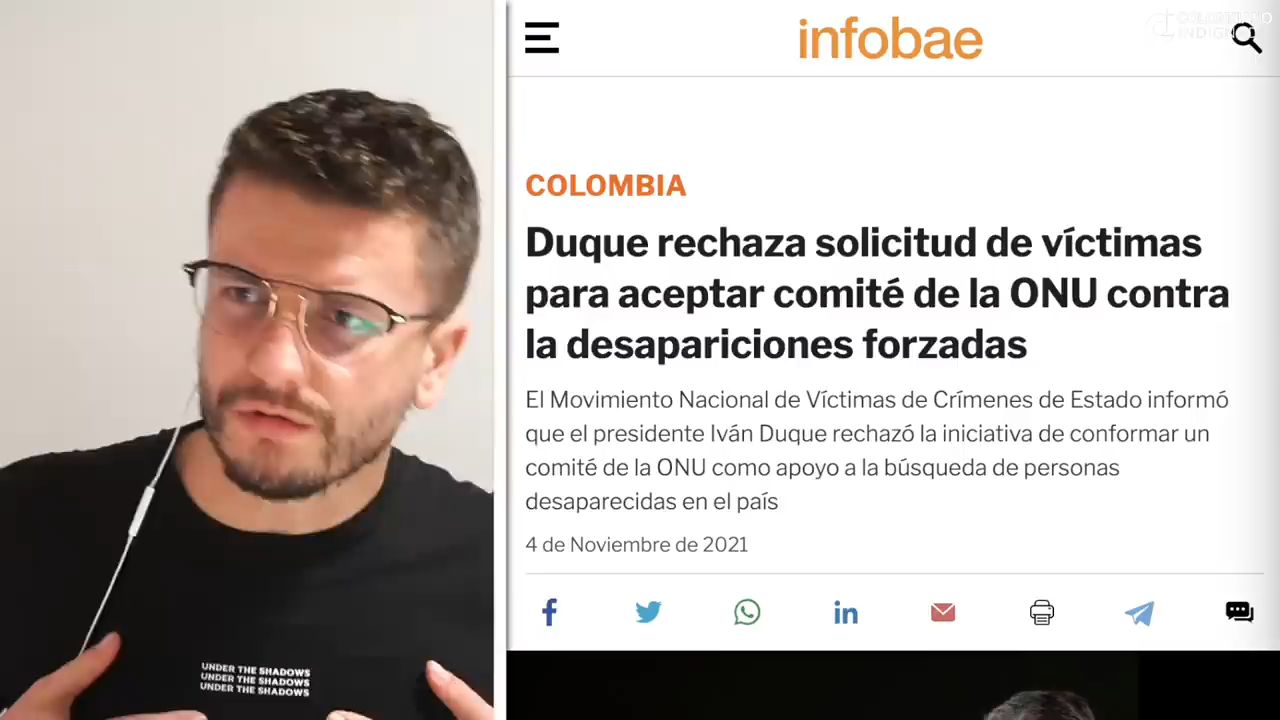 infobae
COLOMBIANO
INDIGNADO
COLOMBIA
Duque rechaza solicitud de víctimas
para aceptar comité de la ONU contra
la desapariciones forzadas
El Movimiento Nacional de Víctimas de Crímenes de Estado informó
que el presidente Iván Duque rechazó la iniciativa de conformar un
comité de la ONU como apoyo a la búsqueda de personas
desaparecidas en el país
4 de Noviembre de 2021
UNDER THE SHADOWS
UNDER THE SHADOWS
UNDER THE SHADOWS